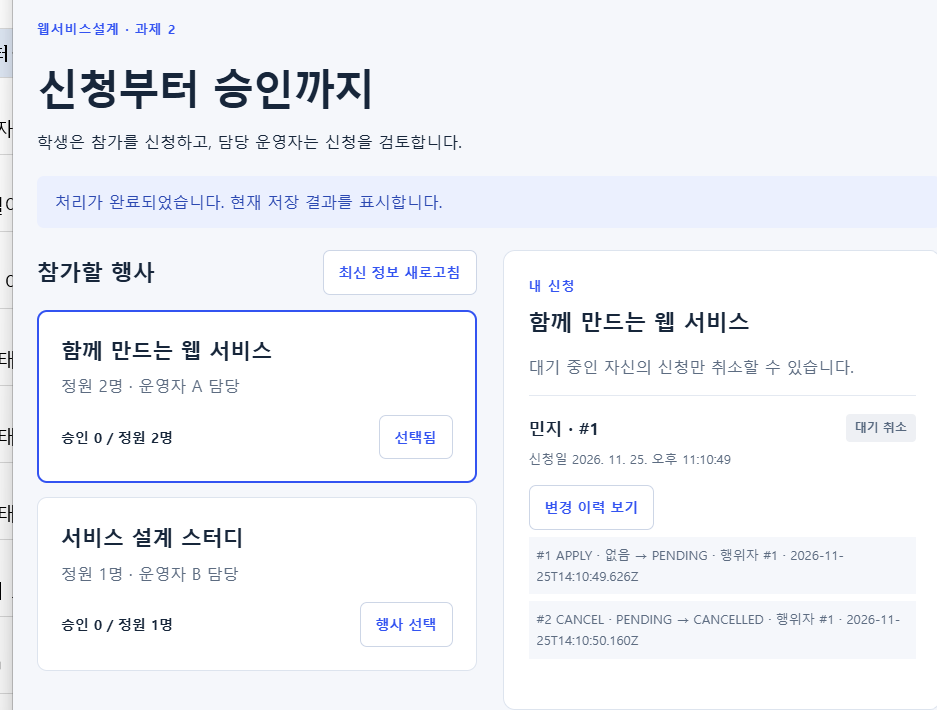 웹서비스설계 · 과제 2
신청부터 승인까지
학생은 참가를 신청하고, 담당 운영자는 신청을 검토합니다.
처리가 완료되었습니다. 현재 저장 결과를 표시합니다.
참가할 행사
최신 정보 새로고침
함께 만드는 웹 서비스
정원 2명 · 운영자 A 담당
승인 0 / 정원 2명
선택됨
서비스 설계 스터디
정원 1명 · 운영자 B 담당
승인 0 / 정원 1명
행사 선택
내 신청
함께 만드는 웹 서비스
대기 중인 자신의 신청만 취소할 수 있습니다.
민지 · #1
대기 취소
신청일 2026. 11. 25. 오후 11:10:49
변경 이력 보기
#1 APPLY · 없음 → PENDING · 행위자 #1 · 2026-11-
25T14:10:49.626Z
#2 CANCEL · PENDING → CANCELLED · 행위자 #1 · 2026-11-
25T14:10:50.160Z